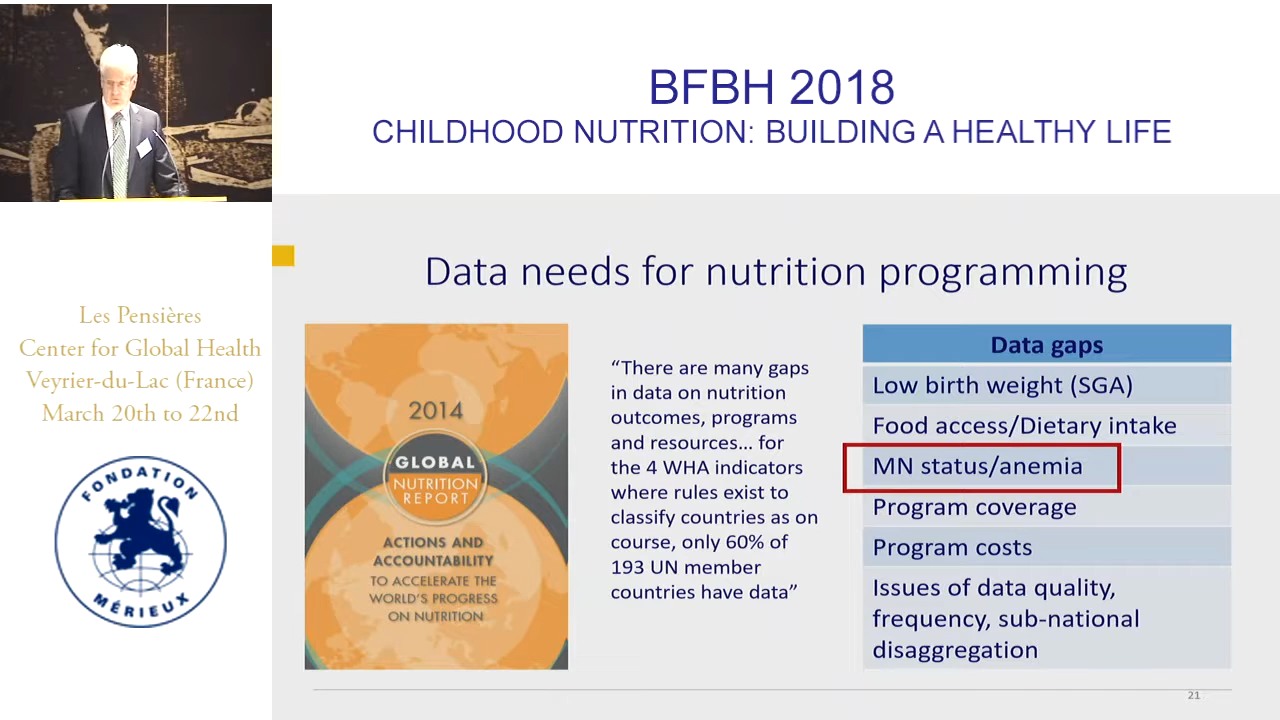 BFBH 2018
CHILDHOOD NUTRITION: BUILDING A HEALTHY LIFE
Les Pensières
Center for Global Health
Veyrier-du-Lac (France)
March 20th to 22nd
FONDATION
MÉRIEUX
Data needs for nutrition programming
2014
GLOBAL
NUTRITION
REPORT
ACTIONS AND
ACCOUNTABILITY
TO ACCELERATE THE
WORLD'S PROGRESS
ON NUTRITION
“There are many gaps
in data on nutrition
outcomes, programs
and resources... for
the 4 WHA indicators
where rules exist to
classify countries as on
course, only 60% of
193 UN member
countries have data”
Data gaps
Low birth weight (SGA)
Food access/Dietary intake
MN status/anemia
Program coverage
Program costs
Issues of data quality,
frequency, sub-national
disaggregation
21